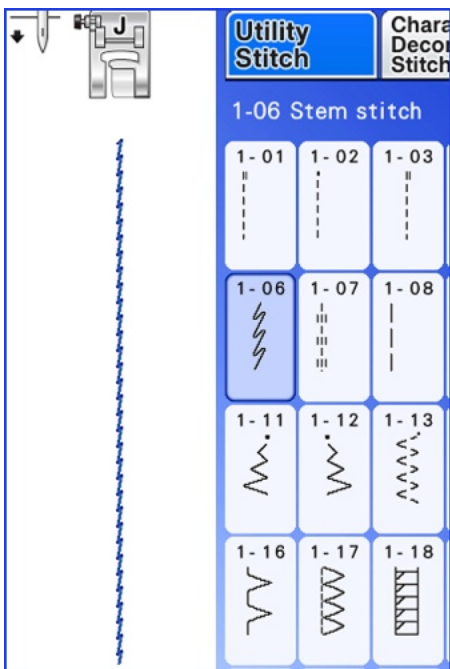 J
Utility
Stitch
Chara
Decor
Stitch
1-06 Stem stitch
1-01 1-02 1-03
1-06 1-07 1-08
1-11 1-12 1-13
1-16 1-17 1-18